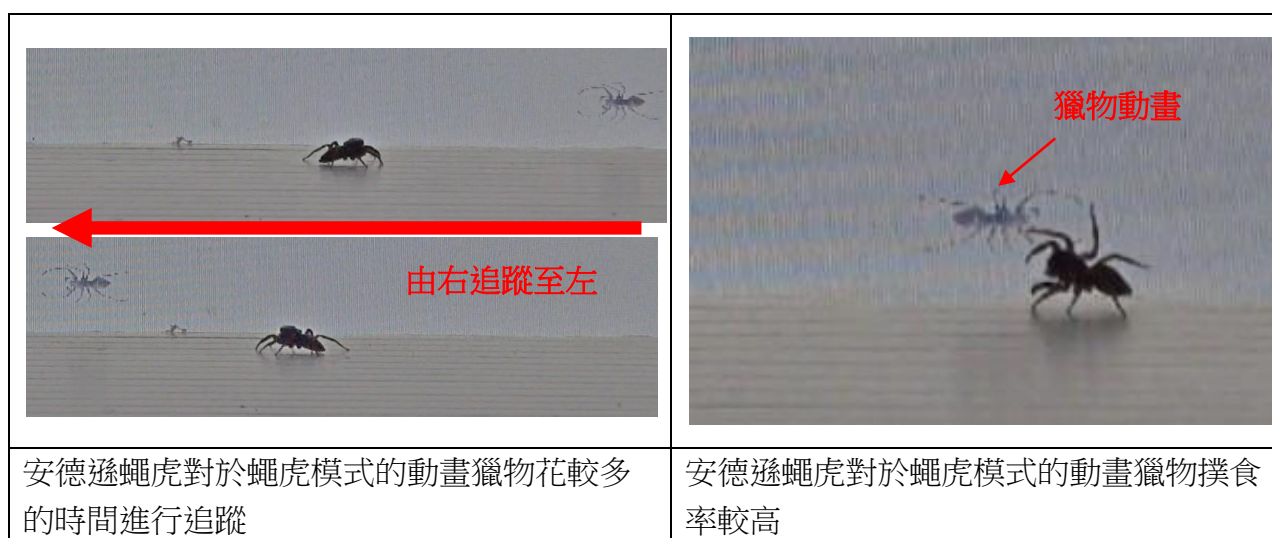 獵物動畫
由右追蹤至左
安德遜蠅虎對於蠅虎模式的動畫獵物花較多
的時間進行追蹤
安德遜蠅虎對於蠅虎模式的動畫獵物撲食
率較高